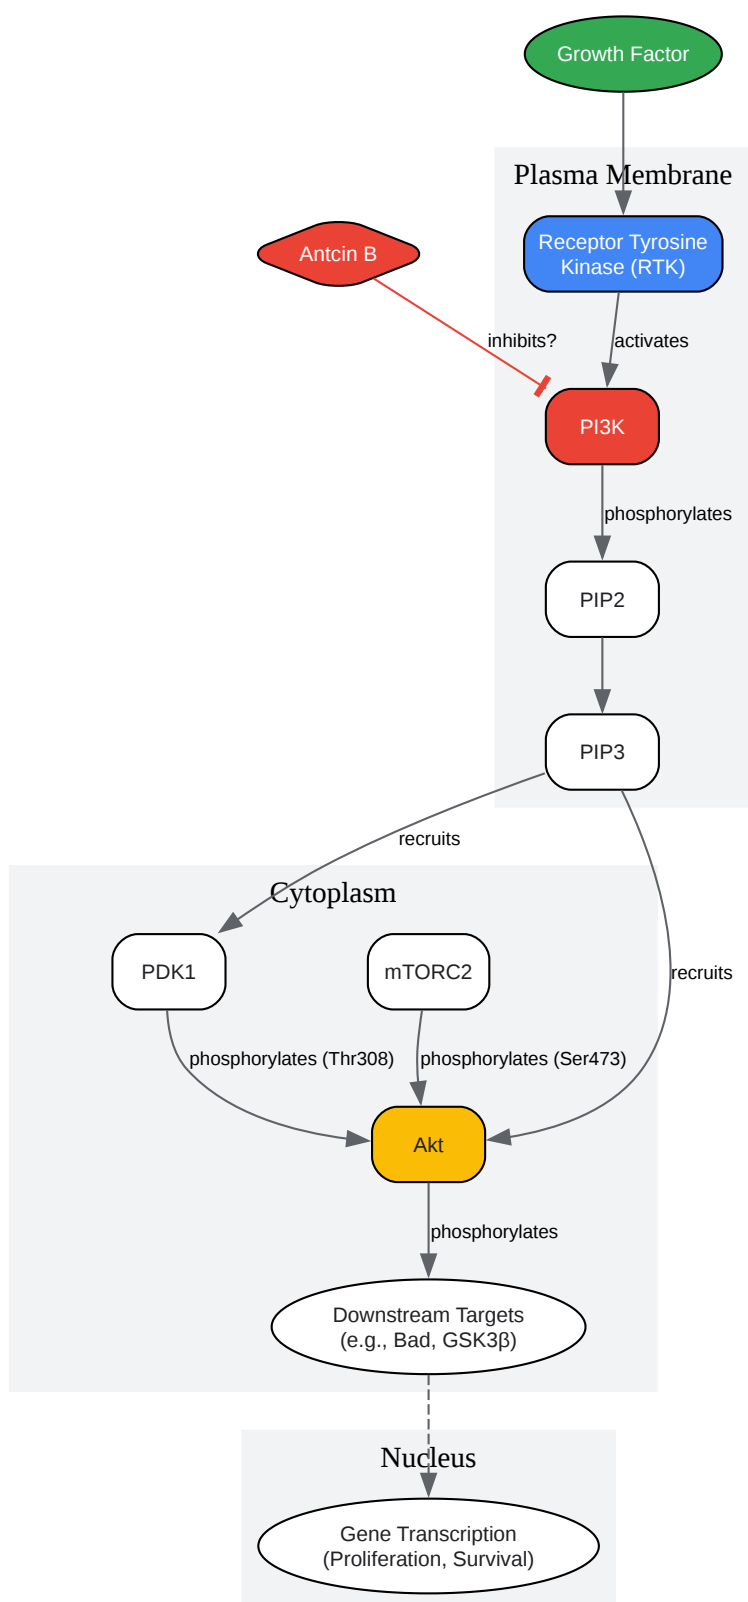 Growth Factor
Plasma Membrane
Receptor Tyrosine
Kinase (RTK)
Antcin B
inhibits?
activates
PI3K
phosphorylates
PIP2
PIP3
recruits
Cytoplasm
PDK1
mTORC2
recruits
phosphorylates (Thr308)
phosphorylates (Ser473)
Akt
phosphorylates
Downstream Targets
(e.g., Bad, GSK3β)
Nucleus
Gene Transcription
(Proliferation, Survival)